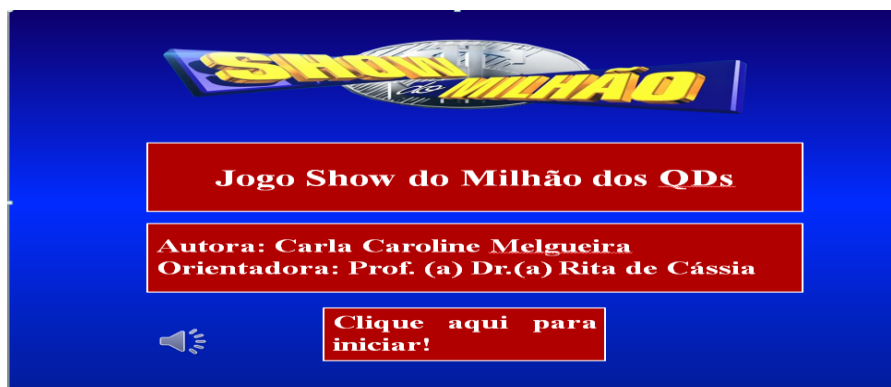 SHOW
do
MILHÃO
Jogo Show do Milhão dos QDs
Autora: Carla Caroline Melgueira
Orientadora: Prof. (a) Dr.(a) Rita de Cássia
Clique aqui para
iniciar!